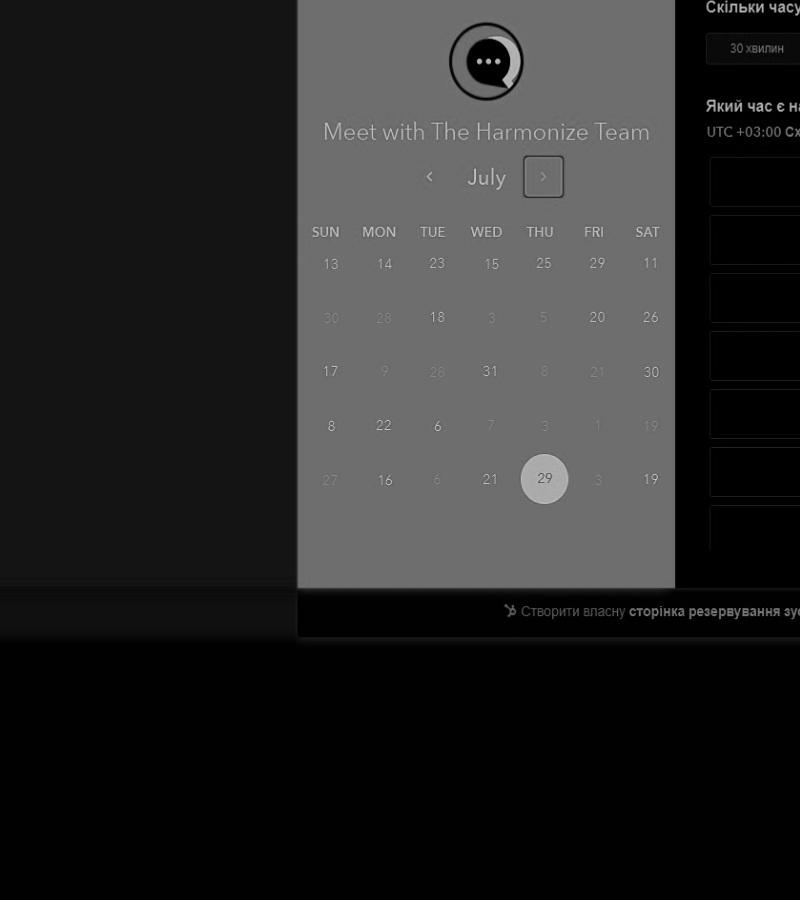 Скільки часу
30 хвилин
Meet with The Harmonize Team
Який час є
UTC +03:00
July
SUN MON TUE WED THU FRI SAT
13 14 23 15 25 29 11
30 28 18 3 5 20 26
17 9 28 31 8 21 30
8 22 6 7 3 1 19
27 16 6 21 29 3 19
Створити власну сторінка резервування